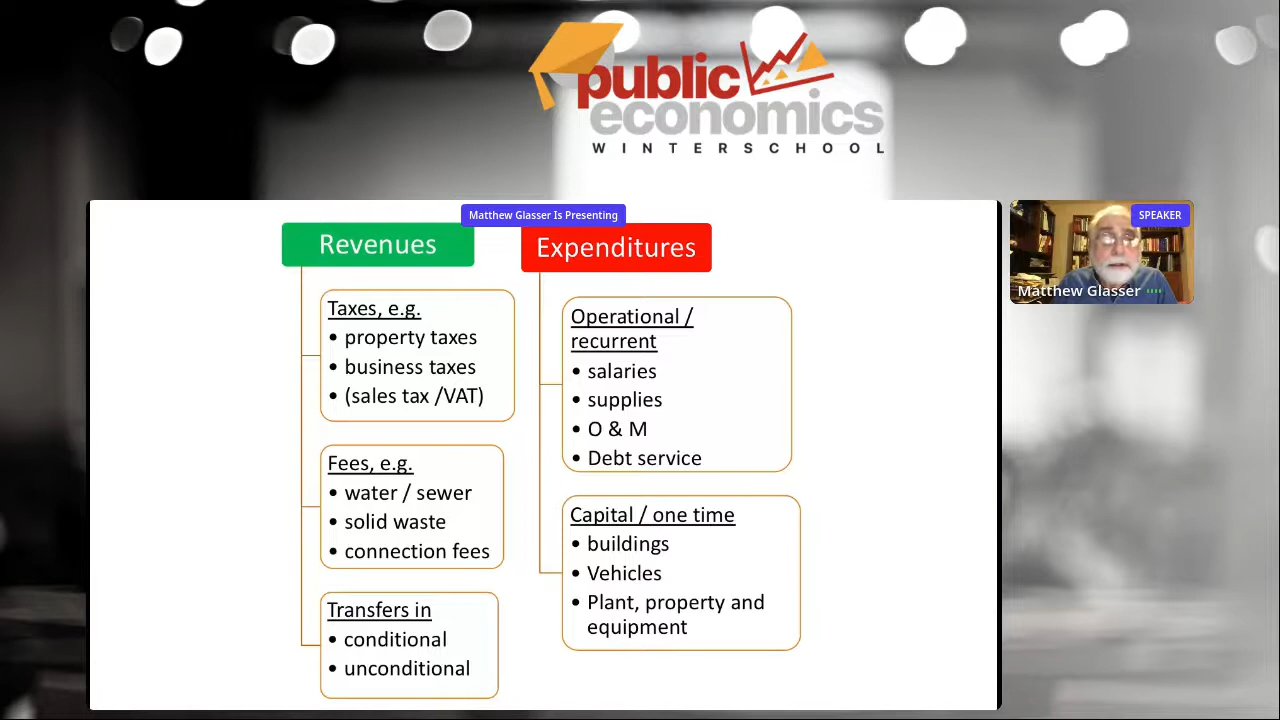 public
economics
WINTERSCHOOL
Matthew Glasser Is Presenting
SPEAKER
Matthew Glasser
Revenues
Taxes, e.g.
• property taxes
• business taxes
• (sales tax /VAT)
Fees, e.g.
• water / sewer
• solid waste
• connection fees
Transfers in
• conditional
• unconditional
Expenditures
Operational /
recurrent
• salaries
• supplies
• O & M
• Debt service
Capital / one time
• buildings
• Vehicles
• Plant, property and
equipment